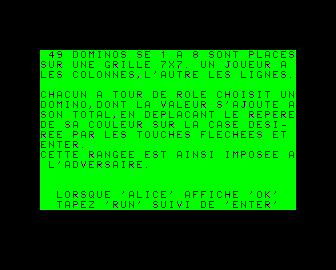 49 DOMINOS SE 1 A 8 SONT PLACES
SUR UNE GRILLE 7X7. UN JOUEUR A
LES COLONNES,L'AUTRE LES LIGNES.
CHACUN A TOUR DE ROLE CHOISIT UN
DOMINO,DONT LA VALEUR S'AJOUTE A
SON TOTAL,EN DEPLACANT LE REPERE
DE SA COULEUR SUR LA CASE DESI-
REE PAR LES TOUCHES FLECHEES ET
ENTER.
CETTE RANGEE EST AINSI IMPOSEE A
L'ADVERSAIRE.
LORSQUE 'ALICE' AFFICHE 'OK'
TAPEZ 'RUN' SUIVI DE 'ENTER'